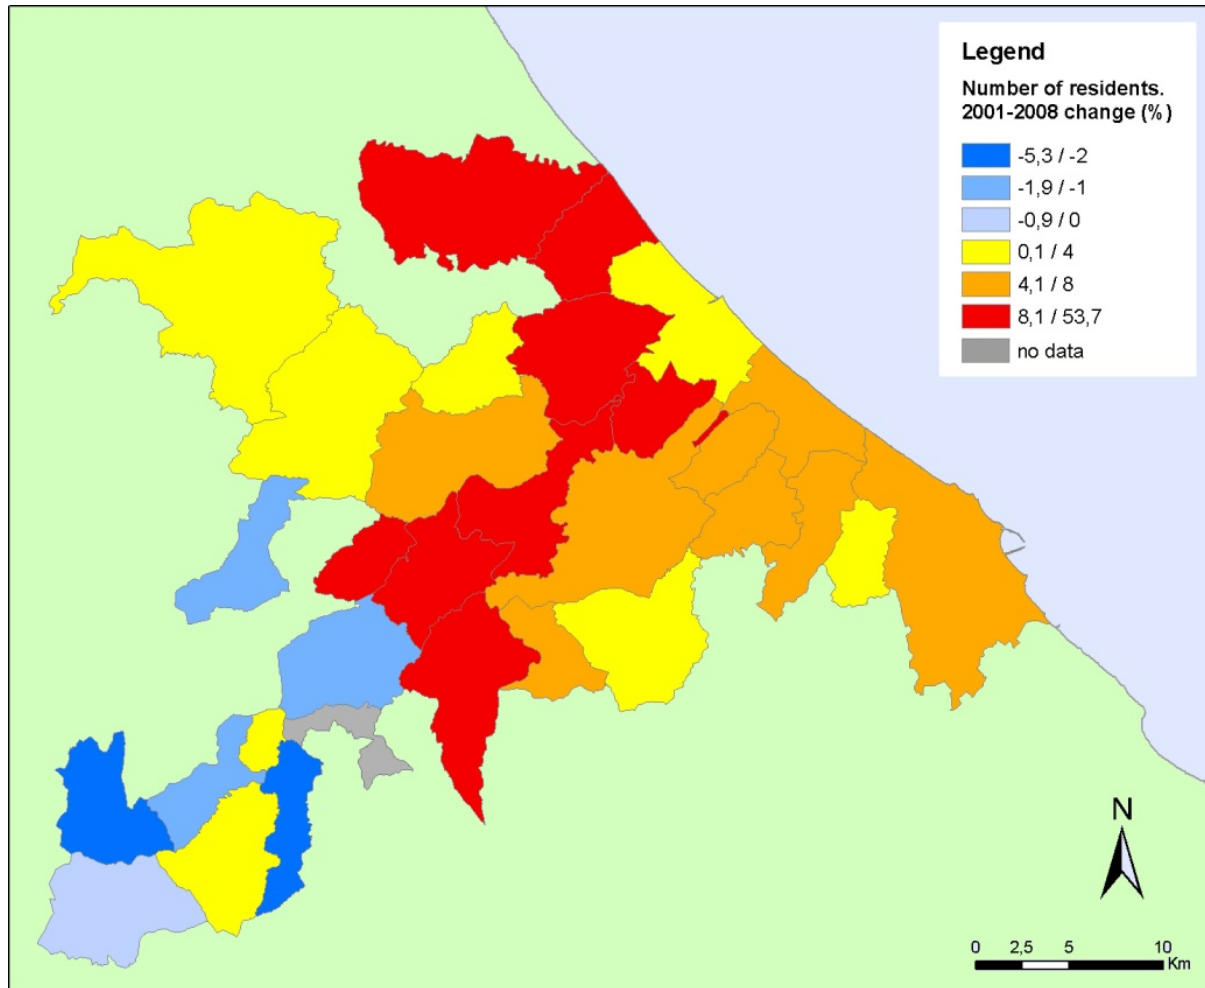 Legend
Number of residents.
2001-2008 change (%)
-5,3 / -2
-1,9 / -1
-0,9 / 0
0,1 / 4
4,1 / 8
8,1 / 53,7
no data
N
0 2,5 5 10
Km